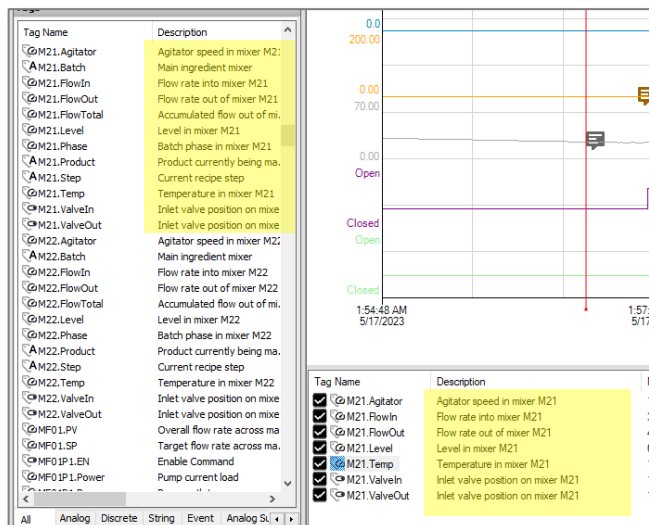 Tag Name Description
M21.Agitator Agitator speed in mixer M21
M21.Batch Main ingredient mixer
M21.FlowIn Flow rate into mixer M21
M21.FlowOut Flow rate out of mixer M21
M21.FlowTotal Accumulated flow out of mi...
M21.Level Level in mixer M21
M21.Phase Batch phase in mixer M21
M21.Product Product currently being ma...
M21.Step Current recipe step
M21.Temp Temperature in mixer M21
M21.ValveIn Inlet valve position on mixe
M21.ValveOut Inlet valve position on mixe
M22.Agitator Agitator speed in mixer M22
M22.Batch Main ingredient mixer
M22.FlowIn Flow rate into mixer M22
M22.FlowOut Flow rate out of mixer M22
M22.FlowTotal Accumulated flow out of mi...
M22.Level Level in mixer M22
M22.Phase Batch phase in mixer M22
M22.Product Product currently being ma...
M22.Step Current recipe step
M22.Temp Temperature in mixer M22
M22.ValveIn Inlet valve position on mixe
M22.ValveOut Inlet valve position on mixe
MF01.PV Overall flow rate across ma
MF01.SP Target flow rate across ma...
MF01P1.EN Enable Command
MF01P1.Power Pump current load
All Analog Discrete String Event Analog Su
0.0
200.00
0.00
70.00
0.00
Open
Closed
Open
Closed
1:54:48 AM 1:57:
5/17/2023 5/17
Tag Name Description
M21.Agitator Agitator speed in mixer M21
M21.FlowIn Flow rate into mixer M21
M21.FlowOut Flow rate out of mixer M21
M21.Level Level in mixer M21
M21.Temp Temperature in mixer M21
M21.ValveIn Inlet valve position on mixer M21
M21.ValveOut Inlet valve position on mixer M21